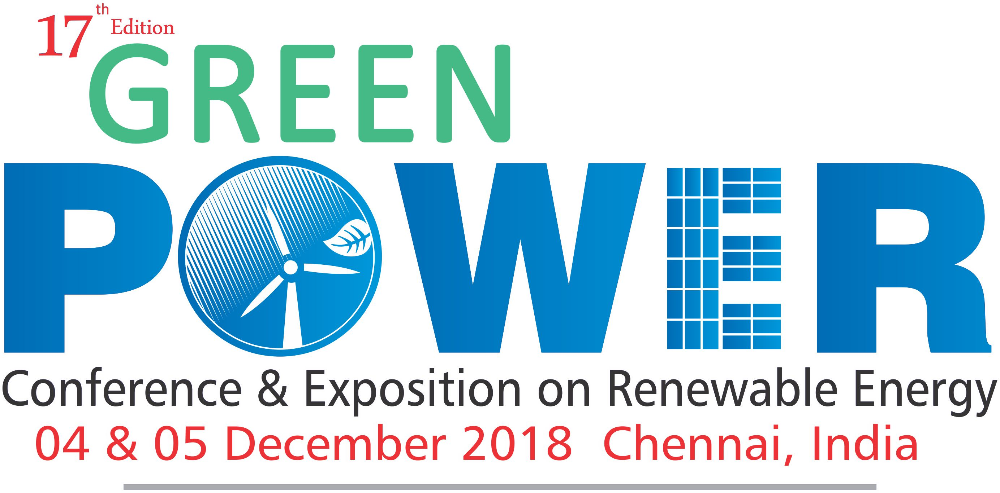 17th Edition
GREEN
POWER
Conference & Exposition on Renewable Energy
04 & 05 December 2018 Chennai, India